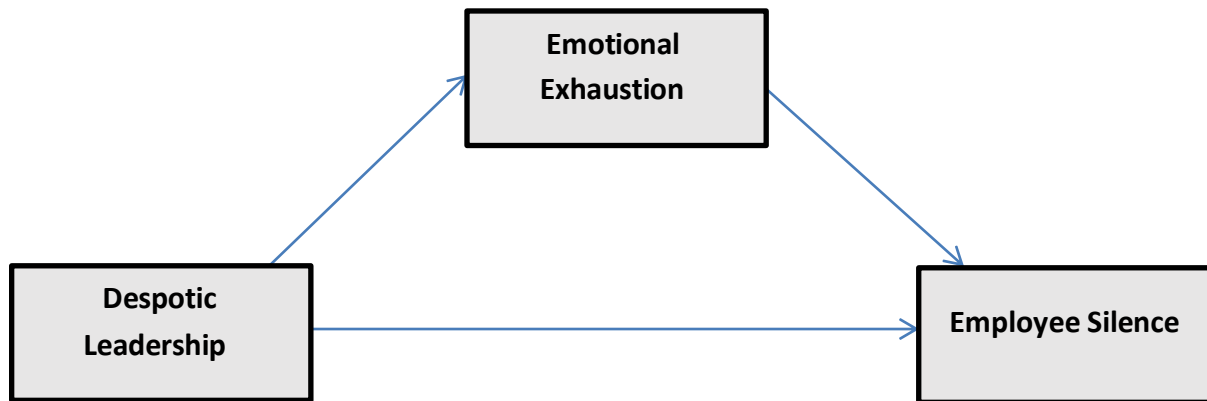 Emotional
Exhaustion
Despotic
Leadership
Employee Silence